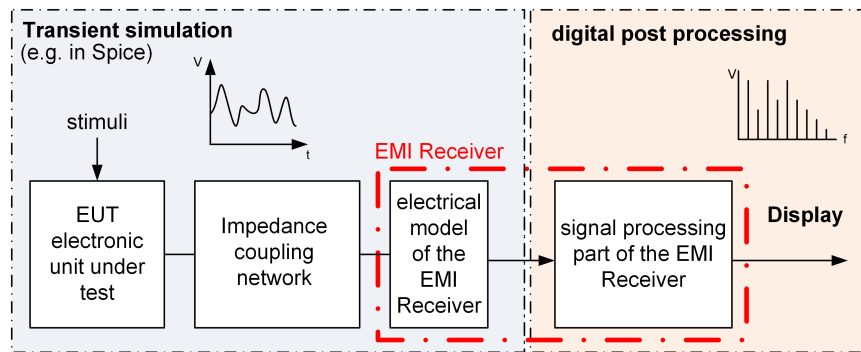 Transient simulation
(e.g. in Spice)
digital post processing
V
t
V
f
stimuli
EMI Receiver
EUT
electronic
unit under
test
Impedance
coupling
network
electrical
model
of the
EMI
Receiver
signal processing
part of the EMI
Receiver
Display